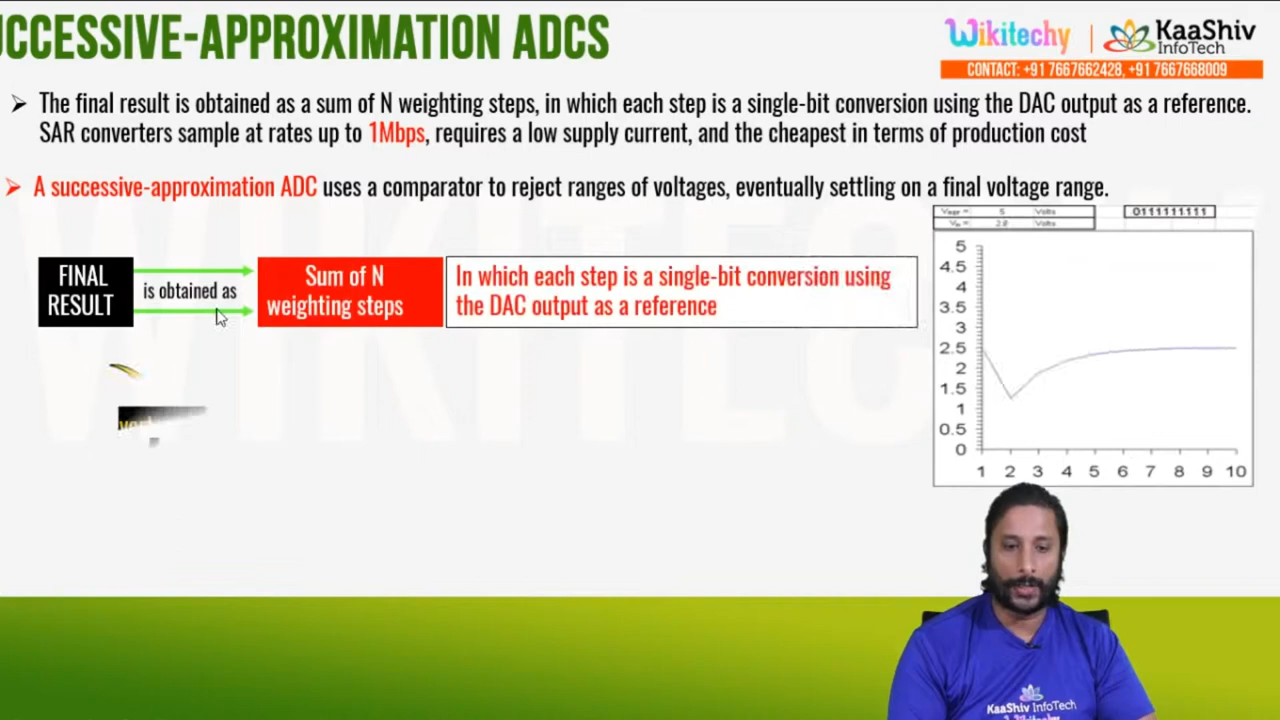 UCCESSIVE-APPROXIMATION ADCS
Wikitechy | KaaShiv
InfoTech
CONTACT: +91 7667662428, +91 7667668009
➢ The final result is obtained as a sum of N weighting steps, in which each step is a single-bit conversion using the DAC output as a reference.
SAR converters sample at rates up to 1Mbps, requires a low supply current, and the cheapest in terms of production cost
➢ A successive-approximation ADC uses a comparator to reject ranges of voltages, eventually settling on a final voltage range.
5 Volts 0111111111
Volts
FINAL
RESULT
is obtained as
Sum of N
weighting steps
In which each step is a single-bit conversion using
the DAC output as a reference
5
4.5
4
3.5
3
2.5
2
1.5
1
0.5
0
1 2 3 4 5 6 7 8 9 10
WIKITECHY
KaaShiv InfoTech